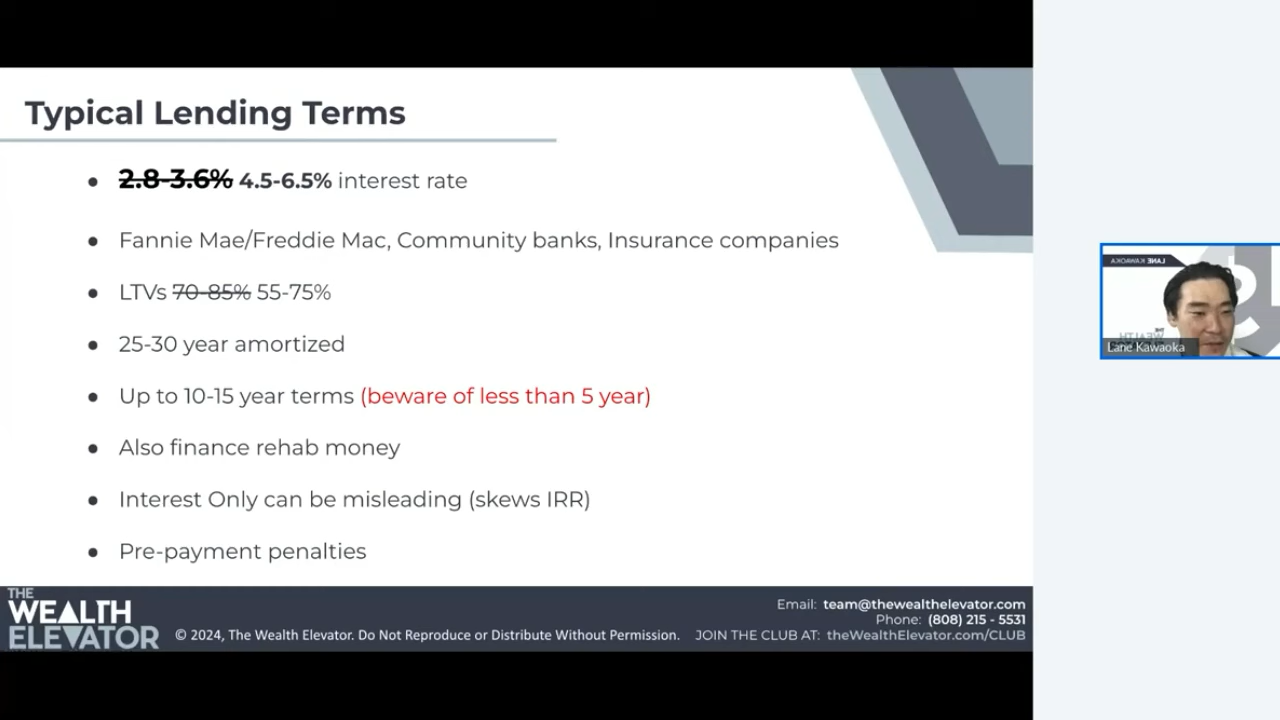 Typical Lending Terms
● 2.8-3.6% 4.5-6.5% interest rate
● Fannie Mae/Freddie Mac, Community banks, Insurance companies
● LTVs 70-85% 55-75%
● 25-30 year amortized
● Up to 10-15 year terms (beware of less than 5 year)
● Also finance rehab money
● Interest Only can be misleading (skews IRR)
● Pre-payment penalties
LANE KAWAOKA
Lane Kawaoka
THE
WEALTH
ELEVATOR
© 2024, The Wealth Elevator. Do Not Reproduce or Distribute Without Permission.
Email: team@thewealthelevator.com
Phone: (808) 215 - 5531
JOIN THE CLUB AT: theWealthElevator.com/CLUB